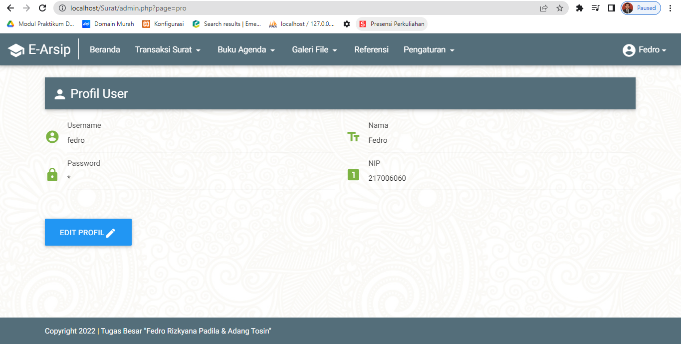 localhost/Surat/admin.php?page=pro
Paused
Modul Praktikum D... Domain Murah Konfigurasi Search results | Eme... localhost / 127.0.0... Presensi Perkuliahan
E-Arsip Beranda Transaksi Surat Buku Agenda Galeri File Referensi Pengaturan Fedro
Profil User
Username
fedro
Nama
Fedro
Password
*
NIP
217006060
EDIT PROFIL
Copyright 2022 | Tugas Besar "Fedro Rizkyana Padila & Adang Tosin"